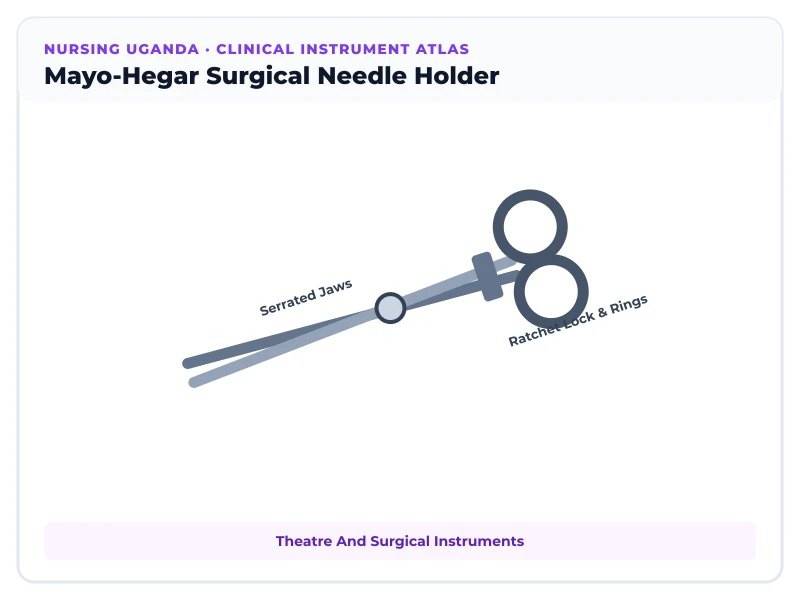 NURSING UGANDA · CLINICAL INSTRUMENT ATLAS
Mayo-Hegar Surgical Needle Holder
Serrated Jaws
Ratchet Lock & Rings
Theatre And Surgical Instruments